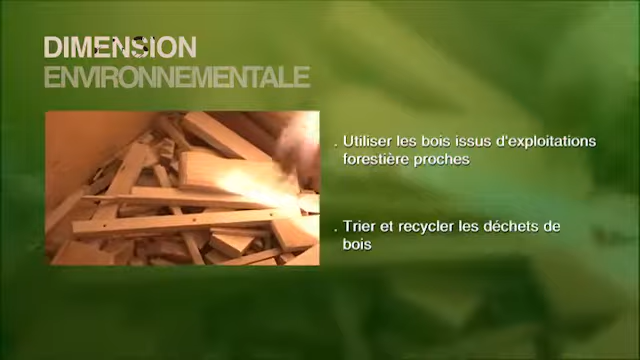 DIMENSION
ENVIRONNEMENTALE
. Utiliser les bois issus d'exploitations
forestière proches
. Trier et recycler les déchets de
bois